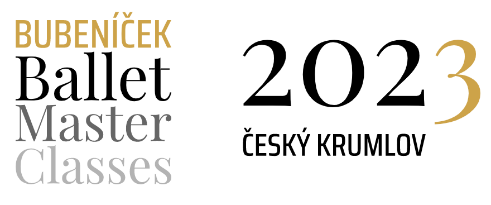 BUBENÍČEK
Ballet
Master
Classes
2023
ČESKÝ KRUMLOV